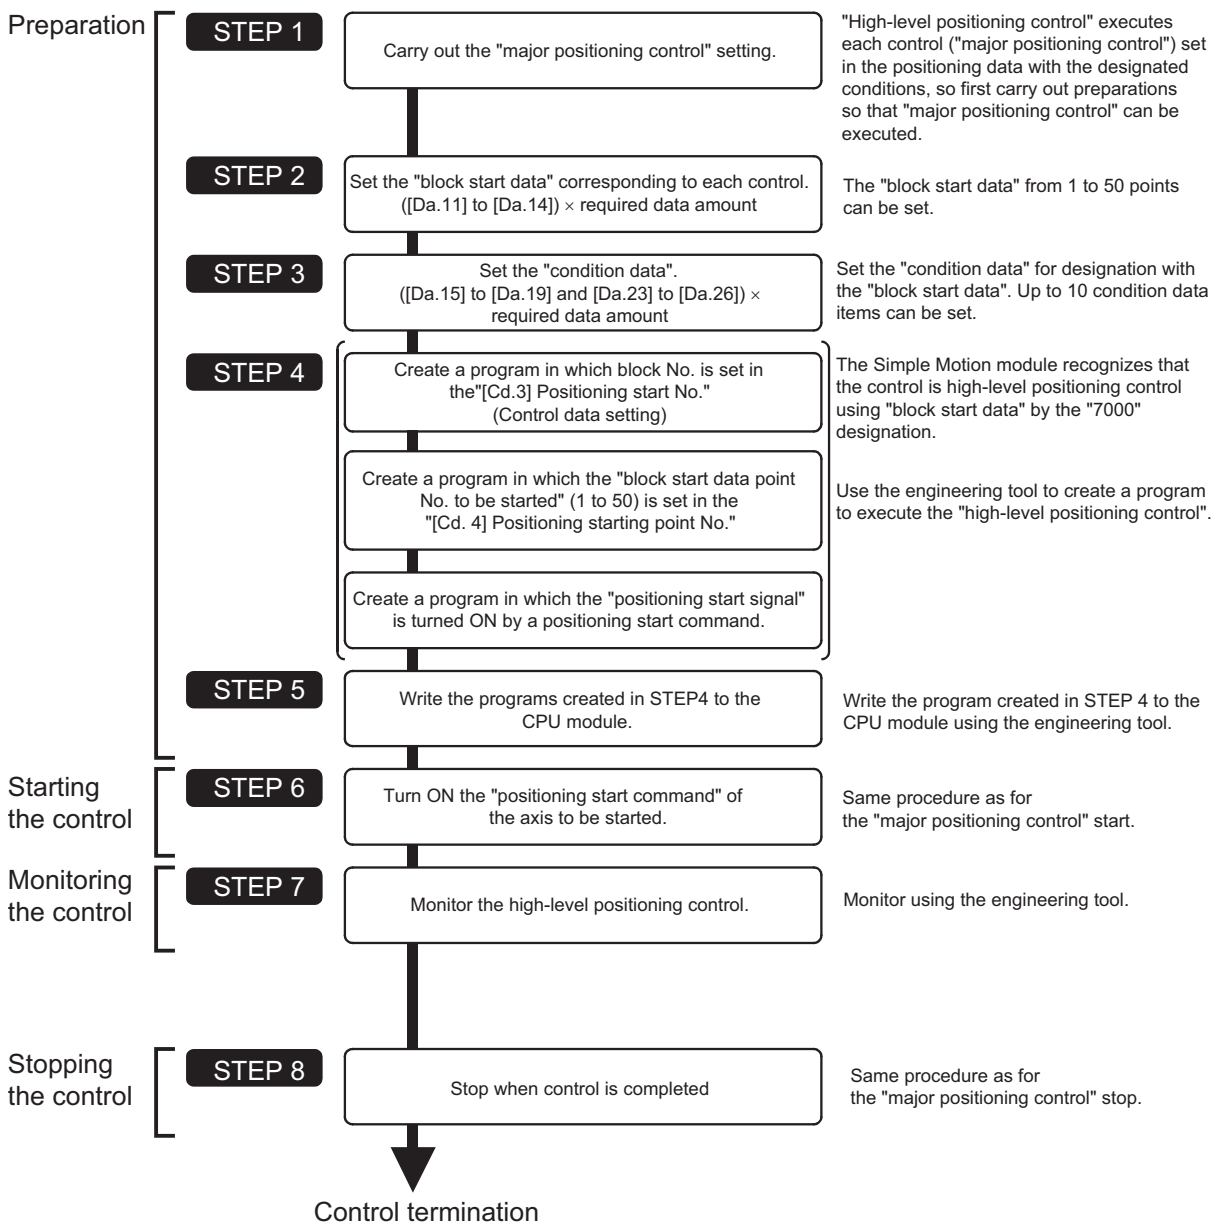 Preparation
STEP 1
Carry out the "major positioning control" setting.
"High-level positioning control" executes
each control ("major positioning control") set
in the positioning data with the designated
conditions, so first carry out preparations
so that "major positioning control" can be
executed.
STEP 2
Set the "block start data" corresponding to each control.
([Da.11] to [Da.14]) × required data amount
The "block start data" from 1 to 50 points
can be set.
STEP 3
Set the "condition data".
([Da.15] to [Da.19] and [Da.23] to [Da.26]) ×
required data amount
Set the "condition data" for designation with
the "block start data". Up to 10 condition data
items can be set.
STEP 4
Create a program in which block No. is set in
the"[Cd.3] Positioning start No."
(Control data setting)
The Simple Motion module recognizes that
the control is high-level positioning control
using "block start data" by the "7000"
designation.
Create a program in which the "block start data point
No. to be started" (1 to 50) is set in the
"[Cd. 4] Positioning starting point No."
Use the engineering tool to create a program
to execute the "high-level positioning control".
Create a program in which the "positioning start signal"
is turned ON by a positioning start command.
STEP 5
Write the programs created in STEP4 to the
CPU module.
Write the program created in STEP 4 to the
CPU module using the engineering tool.
Starting
the control
STEP 6
Turn ON the "positioning start command" of
the axis to be started.
Same procedure as for
the "major positioning control" start.
Monitoring
the control
STEP 7
Monitor the high-level positioning control.
Monitor using the engineering tool.
Stopping
the control
STEP 8
Stop when control is completed
Same procedure as for
the "major positioning control" stop.
Control termination